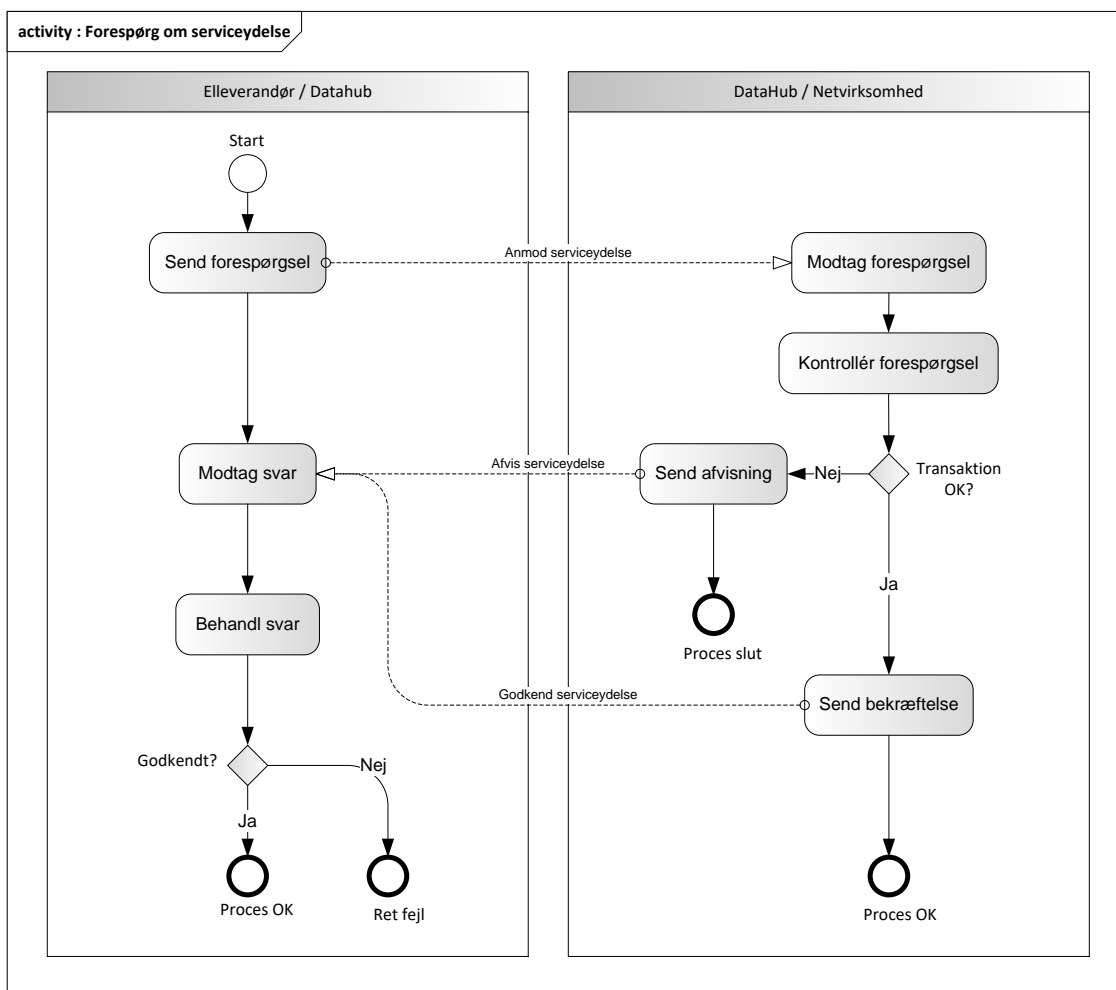 activity : Forespørg om serviceydelse
Elleverandør / Datahub
DataHub / Netvirksomhed
Start
Send forespørgsel
Anmod serviceydelse
Modtag forespørgsel
Kontrollér forespørgsel
Modtag svar
Afvis serviceydelse
Send afvisning
Nej
Transaktion
OK?
Ja
Behandl svar
Proces slut
Godkend serviceydelse
Send bekræftelse
Godkendt?
Nej
Ja
Proces OK
Ret fejl
Proces OK